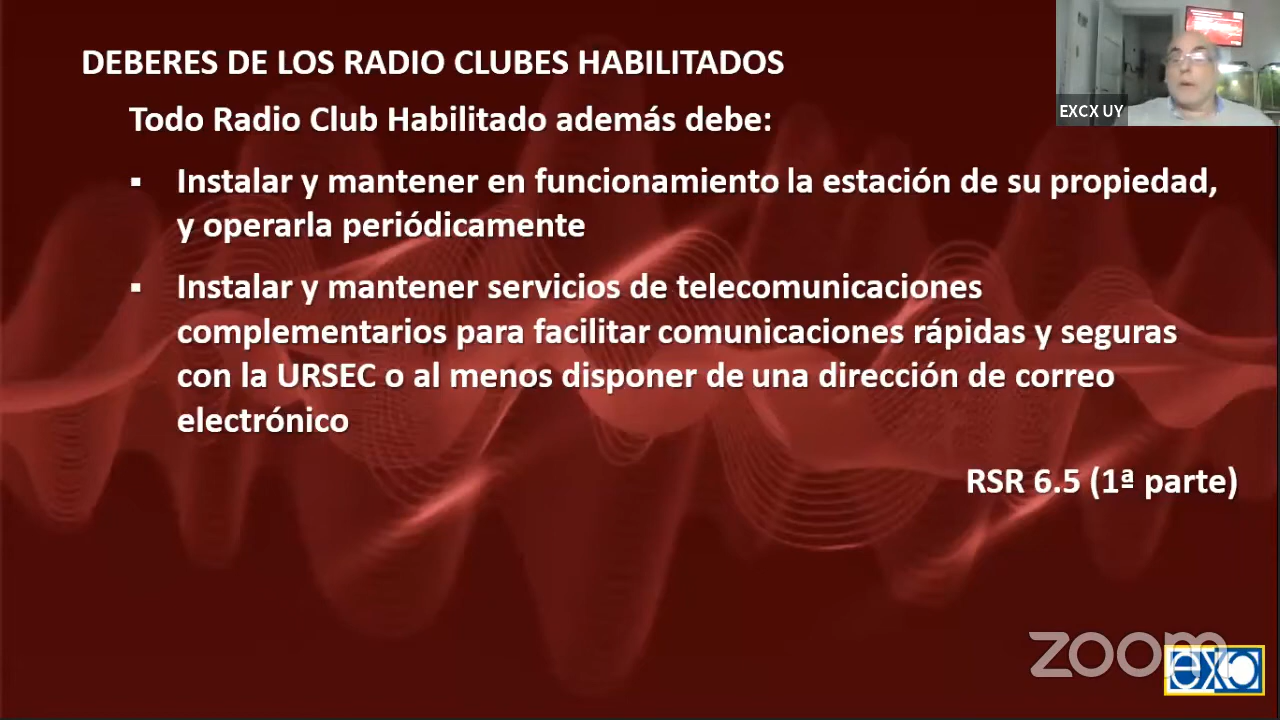 DEBERES DE LOS RADIO CLUBES HABILITADOS
EXCX UY
Todo Radio Club Habilitado además debe:
▪ Instalar y mantener en funcionamiento la estación de su propiedad,
y operarla periódicamente
▪ Instalar y mantener servicios de telecomunicaciones
complementarios para facilitar comunicaciones rápidas y seguras
con la URSEC o al menos disponer de una dirección de correo
electrónico
RSR 6.5 (1ª parte)
zoom
exo